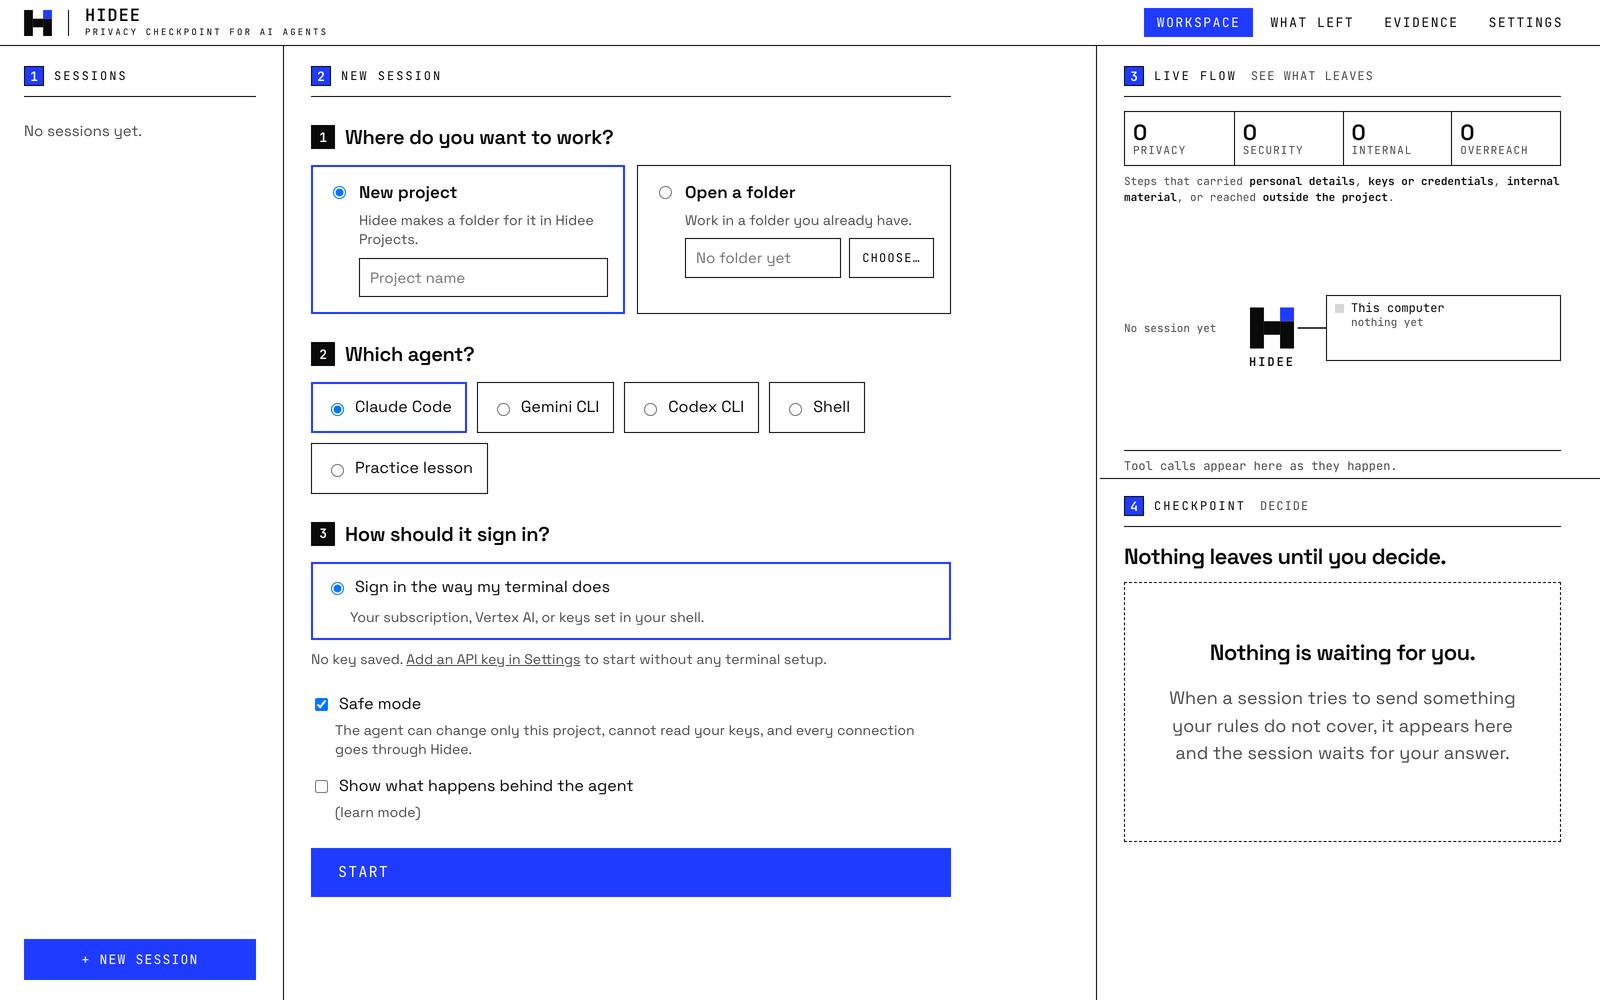 HIDEE
PRIVACY CHECKPOINT FOR AI AGENTS
WORKSPACE
WHAT LEFT
EVIDENCE
SETTINGS
1 SESSIONS
No sessions yet.
+ NEW SESSION
2 NEW SESSION
1 Where do you want to work?
New project
Hidee makes a folder for it in Hidee
Projects.
Project name
Open a folder
Work in a folder you already have.
No folder yet
CHOOSE…
2 Which agent?
Claude Code
Gemini CLI
Codex CLI
Shell
Practice lesson
3 How should it sign in?
Sign in the way my terminal does
Your subscription, Vertex AI, or keys set in your shell.
No key saved. Add an API key in Settings to start without any terminal setup.
Safe mode
The agent can change only this project, cannot read your keys, and every connection
goes through Hidee.
Show what happens behind the agent
(learn mode)
START
3 LIVE FLOW SEE WHAT LEAVES
0
PRIVACY
0
SECURITY
0
INTERNAL
0
OVERREACH
Steps that carried personal details, keys or credentials, internal
material, or reached outside the project.
No session yet
HIDEE
This computer
nothing yet
Tool calls appear here as they happen.
4 CHECKPOINT DECIDE
Nothing leaves until you decide.
Nothing is waiting for you.
When a session tries to send something
your rules do not cover, it appears here
and the session waits for your answer.